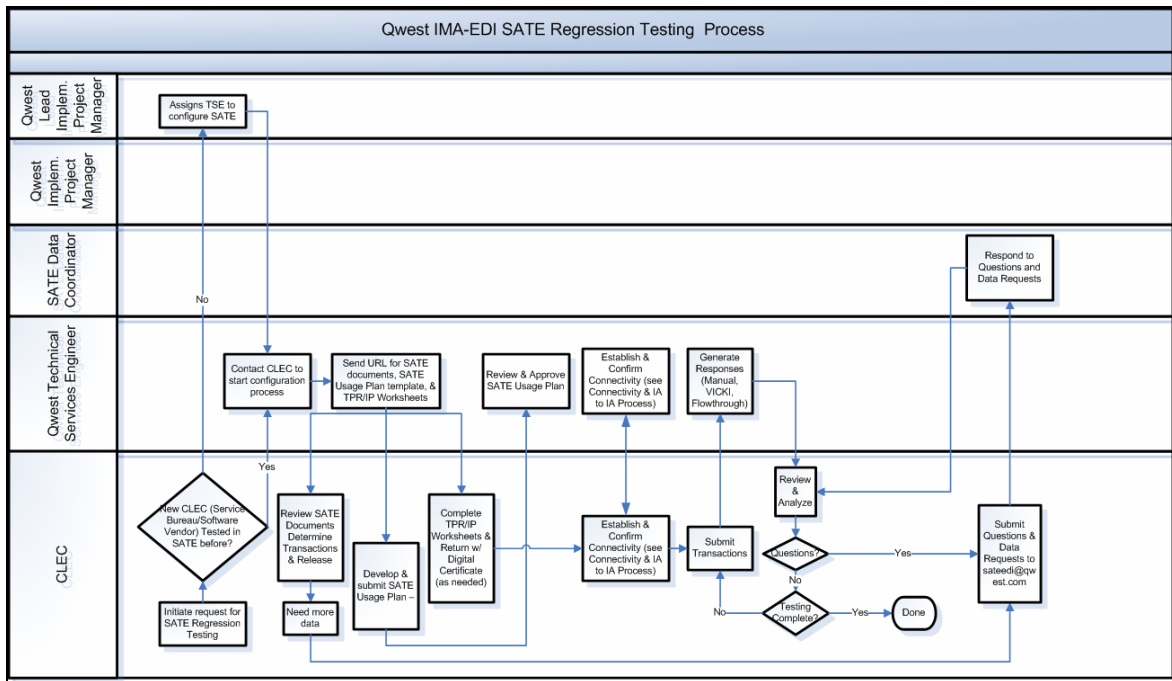 Qwest IMA-EDI SATE Regression Testing Process
Qwest
Lead
Implem.
Project
Manager
Assigns TSE to
configure SATE
Qwest
Implem.
Project
Manager
SATE Data
Coordinator
Respond to
Questions and
Data Requests
No
Qwest Technical
Services Engineer
Contact CLEC to
start configuration
process
Send URL for SATE
documents, SATE
Usage Plan template, &
TPR/IP Worksheets
Review & Approve
SATE Usage Plan
Establish &
Confirm
Connectivity (see
Connectivity & IA
to IA Process)
Generate
Responses
(Manual,
VICKI,
Flowthrough)
CLEC
Yes
New CLEC (Service
Bureau/Software
Vendor) Tested in
SATE before?
Initiate request for
SATE Regression
Testing
Review SATE
Documents
Determine
Transactions
& Release
Need more
data
Develop &
submit SATE
Usage Plan –
Complete
TPR/IP
Worksheets &
Return w/
Digital
Certificate
(as needed)
Establish &
Confirm
Connectivity (see
Connectivity & IA
to IA Process)
Submit
Transactions
Review
&
Analyze
Questions?
Yes
No
Testing
Complete?
No
Yes
Done
Submit
Questions &
Data
Requests to
sateedi@qw
est.com